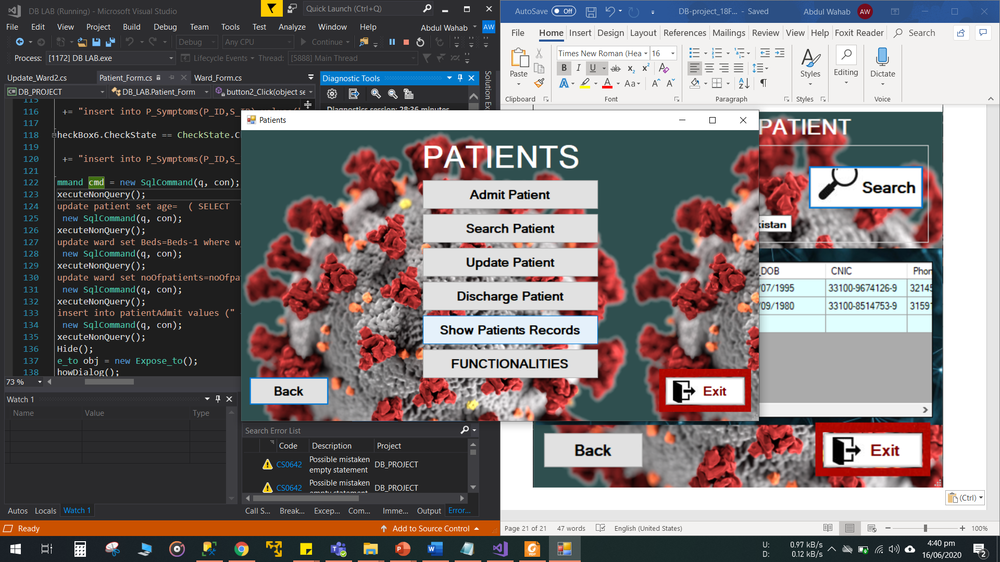 DB LAB (Running) - Microsoft Visual Studio
Quick Launch (Ctrl+Q)
File Edit View Project Build Debug Team Tools Test Analyze Window Help
Abdul Wahab AW
Debug Any CPU Continue
Process: [1172] DB LAB.exe Lifecycle Events Thread: [5888] Main Thread
Update_Ward2.cs Patient_Form.cs Ward_Form.cs
DB_PROJECT DB_LAB.Patient_Form button2_Click(object se
115
116 += "insert into P_Symptoms(P_ID,S_ID)
117
118 heckBox6.CheckState == CheckState.C
119
120 += "insert into P_Symptoms(P_ID,S_
121
122 mmand cmd = new SqlCommand(q, con);
123 xecuteNonQuery();
124 update patient set age= ( SELECT
125 new SqlCommand(q, con);
126 xecuteNonQuery();
127 update ward set Beds=Beds-1 where w_
128 new SqlCommand(q, con);
129 xecuteNonQuery();
130 update ward set noOfpatients=noOfpa
131 new SqlCommand(q, con);
132 xecuteNonQuery();
133 insert into patientAdmit values ("
134 new SqlCommand(q, con);
135 xecuteNonQuery();
136 Hide();
137 e_to obj = new Expose_to();
138 howDialog();
73 %
Diagnostic Tools
Diagnostics session: 28:36 minutes
Solution Ex
Watch 1
Name Value Type
Autos Locals Watch 1
Search Error List
Code Description Project
CS0642 Possible mistaken empty statement DB_PROJECT
CS0642 Possible mistaken empty statement DB_PROJECT
Call S... Break... Excep... Com... Imme... Output Error...
Ready
Add to Source Control
Patients
PATIENTS
Admit Patient
Search Patient
Update Patient
Discharge Patient
Show Patients Records
FUNCTIONALITIES
Back
Exit
AutoSave Off DB-project_18F... - Saved Abdul Wahab AW
File Home Insert Design Layout References Mailings Review View Help Foxit Reader Search
Paste
Times New Roman (Hea 16
B I U ab x2 x2 A
A A Aa A A
Styles Editing Dictate
Clipboard Font Paragraph Styles Voice
PATIENT
Search
kistan
_DOB CNIC Phor
/07/1995 33100-9674126-9 32145
/09/1980 33100-8514753-9 3159
Back
Exit
(Ctrl)
Page 21 of 21 47 words English (United States) 100%
U: 0.97 kB/s
D: 0.12 kB/s
4:40 pm
16/06/2020
2